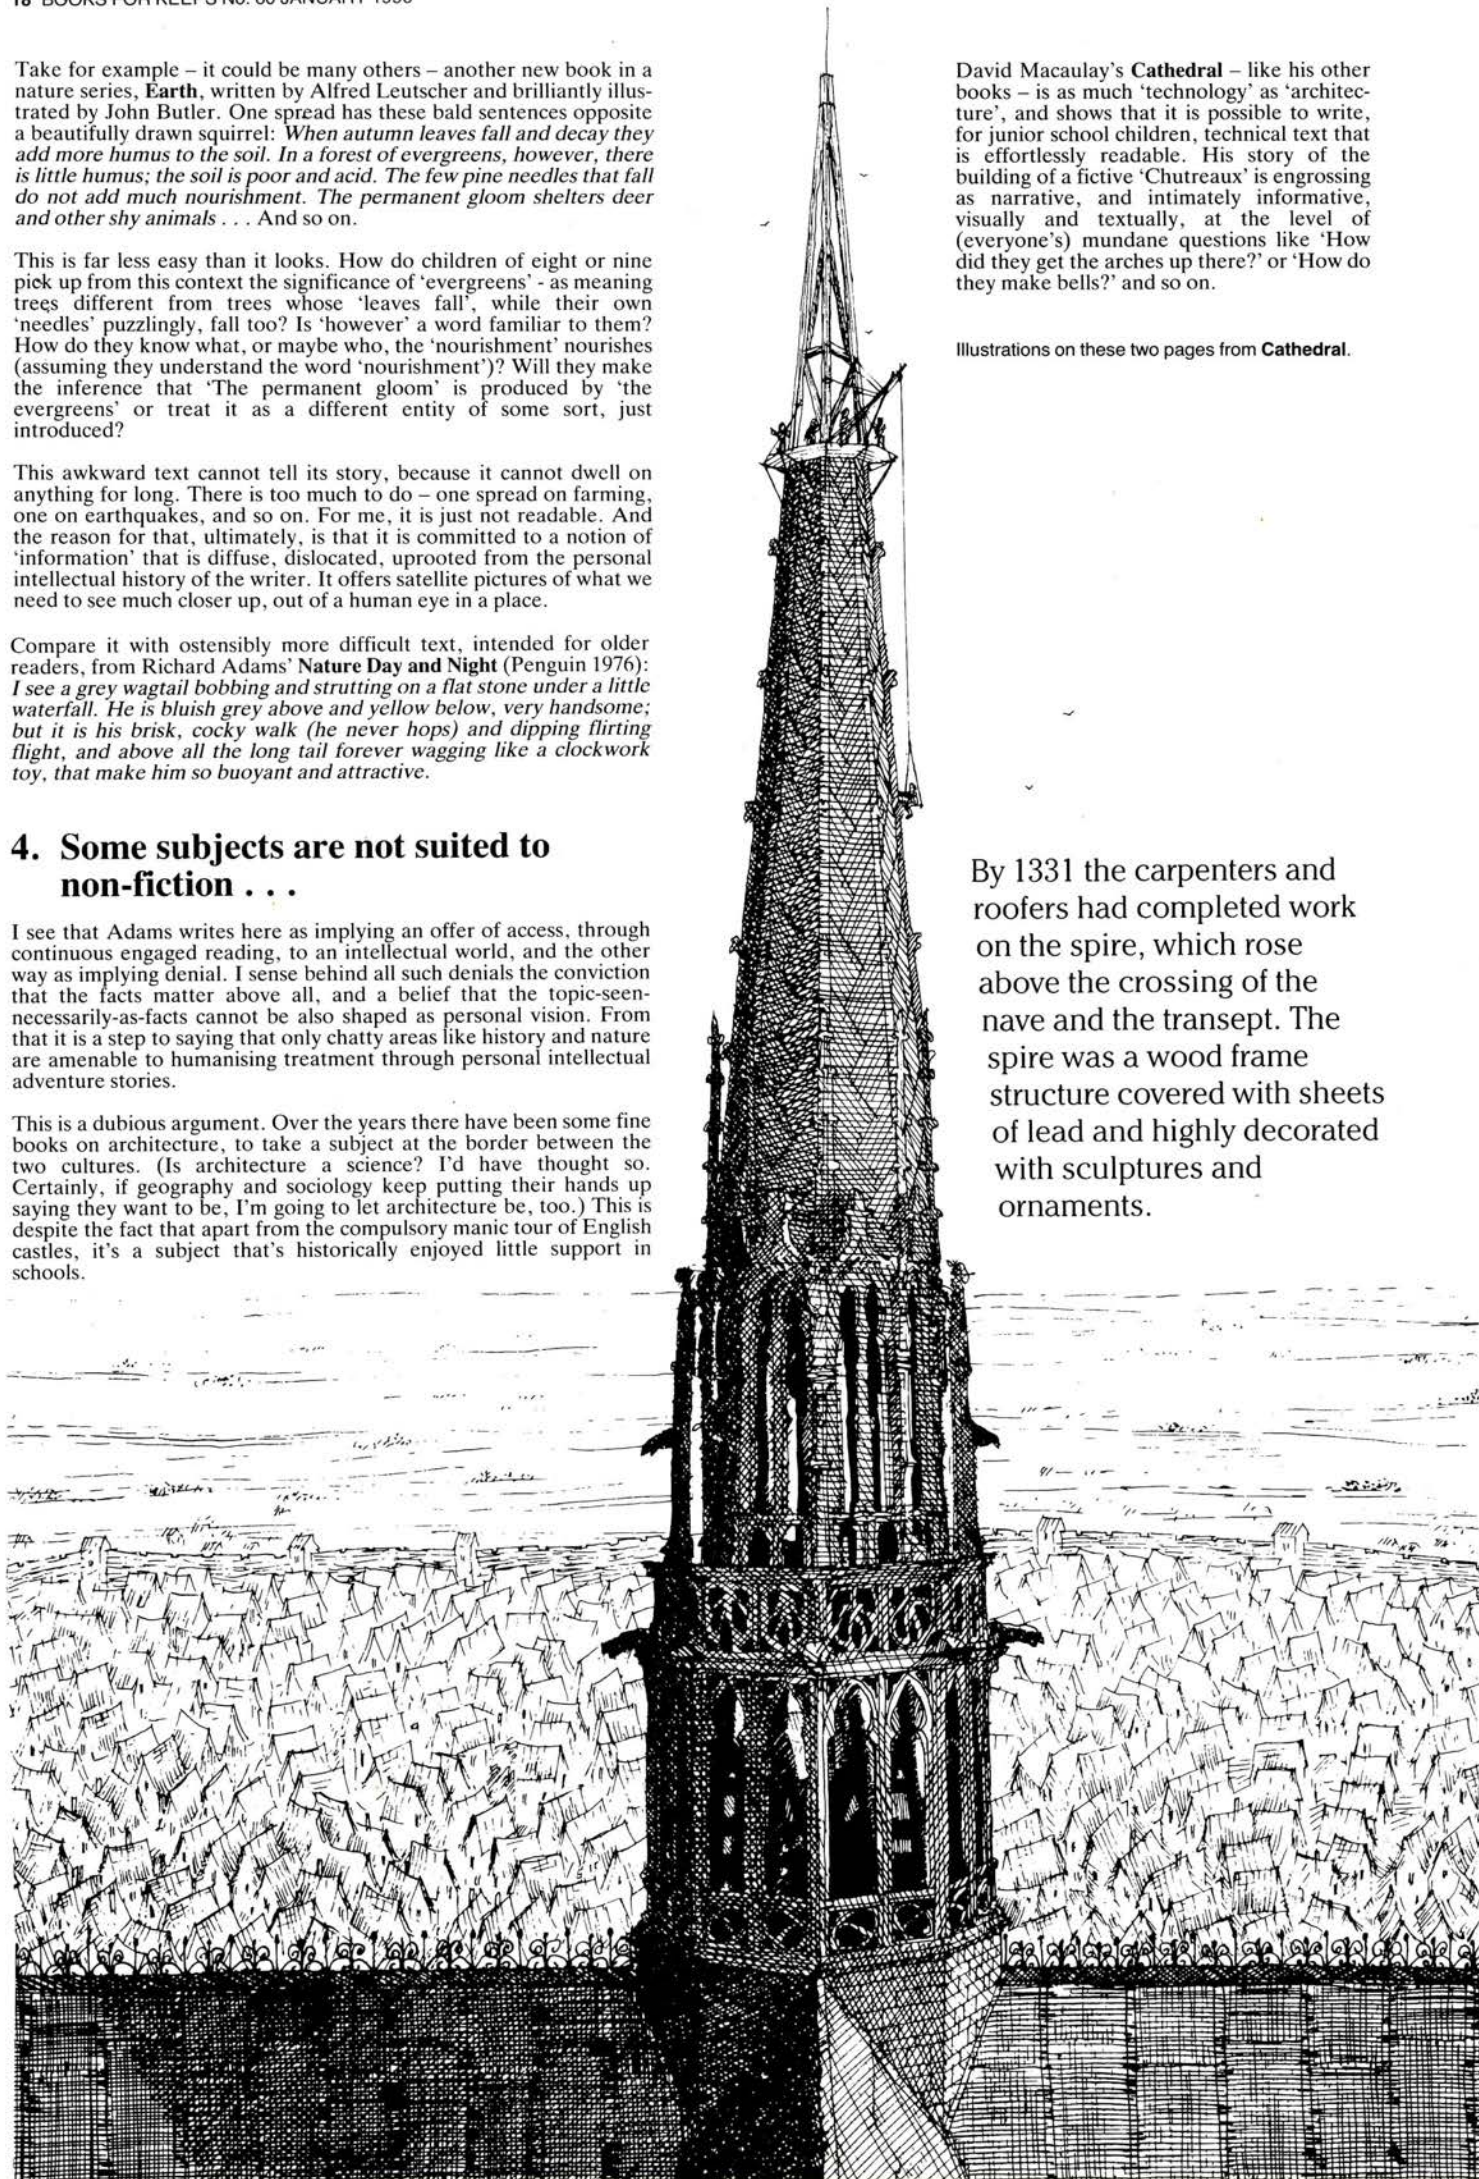 Take for example – it could be many others – another new book in a
nature series, Earth, written by Alfred Leutscher and brilliantly illus-
trated by John Butler. One spread has these bald sentences opposite
a beautifully drawn squirrel: When autumn leaves fall and decay they
add more humus to the soil. In a forest of evergreens, however, there
is little humus; the soil is poor and acid. The few pine needles that fall
do not add much nourishment. The permanent gloom shelters deer
and other shy animals . . . And so on.
This is far less easy than it looks. How do children of eight or nine
pick up from this context the significance of ‘evergreens’ - as meaning
trees different from trees whose ‘leaves fall’, while their own
‘needles’ puzzlingly, fall too? Is ‘however’ a word familiar to them?
How do they know what, or maybe who, the ‘nourishment’ nourishes
(assuming they understand the word ‘nourishment’)? Will they make
the inference that ‘The permanent gloom’ is produced by ‘the
evergreens’ or treat it as a different entity of some sort, just
introduced?
This awkward text cannot tell its story, because it cannot dwell on
anything for long. There is too much to do – one spread on farming,
one on earthquakes, and so on. For me, it is just not readable. And
the reason for that, ultimately, is that it is committed to a notion of
‘information’ that is diffuse, dislocated, uprooted from the personal
intellectual history of the writer. It offers satellite pictures of what we
need to see much closer up, out of a human eye in a place.
Compare it with ostensibly more difficult text, intended for older
readers, from Richard Adams’ Nature Day and Night (Penguin 1976):
I see a grey wagtail bobbing and strutting on a flat stone under a little
waterfall. He is bluish grey above and yellow below, very handsome;
but it is his brisk, cocky walk (he never hops) and dipping flirting
flight, and above all the long tail forever wagging like a clockwork
toy, that make him so buoyant and attractive.
4. Some subjects are not suited to
non-fiction . . .
I see that Adams writes here as implying an offer of access, through
continuous engaged reading, to an intellectual world, and the other
way as implying denial. I sense behind all such denials the conviction
that the facts matter above all, and a belief that the topic-seen-
necessarily-as-facts cannot be also shaped as personal vision. From
that it is a step to saying that only chatty areas like history and nature
are amenable to humanising treatment through personal intellectual
adventure stories.
This is a dubious argument. Over the years there have been some fine
books on architecture, to take a subject at the border between the
two cultures. (Is architecture a science? I’d have thought so.
Certainly, if geography and sociology keep putting their hands up
saying they want to be, I’m going to let architecture be, too.) This is
despite the fact that apart from the compulsory manic tour of English
castles, it’s a subject that’s historically enjoyed little support in
schools.
David Macaulay’s Cathedral – like his other
books – is as much ‘technology’ as ‘architec-
ture’, and shows that it is possible to write,
for junior school children, technical text that
is effortlessly readable. His story of the
building of a fictive ‘Chutreaux’ is engrossing
as narrative, and intimately informative,
visually and textually, at the level of
(everyone’s) mundane questions like ‘How
did they get the arches up there?’ or ‘How do
they make bells?’ and so on.
Illustrations on these two pages from Cathedral.
By 1331 the carpenters and
roofers had completed work
on the spire, which rose
above the crossing of the
nave and the transept. The
spire was a wood frame
structure covered with sheets
of lead and highly decorated
with sculptures and
ornaments.